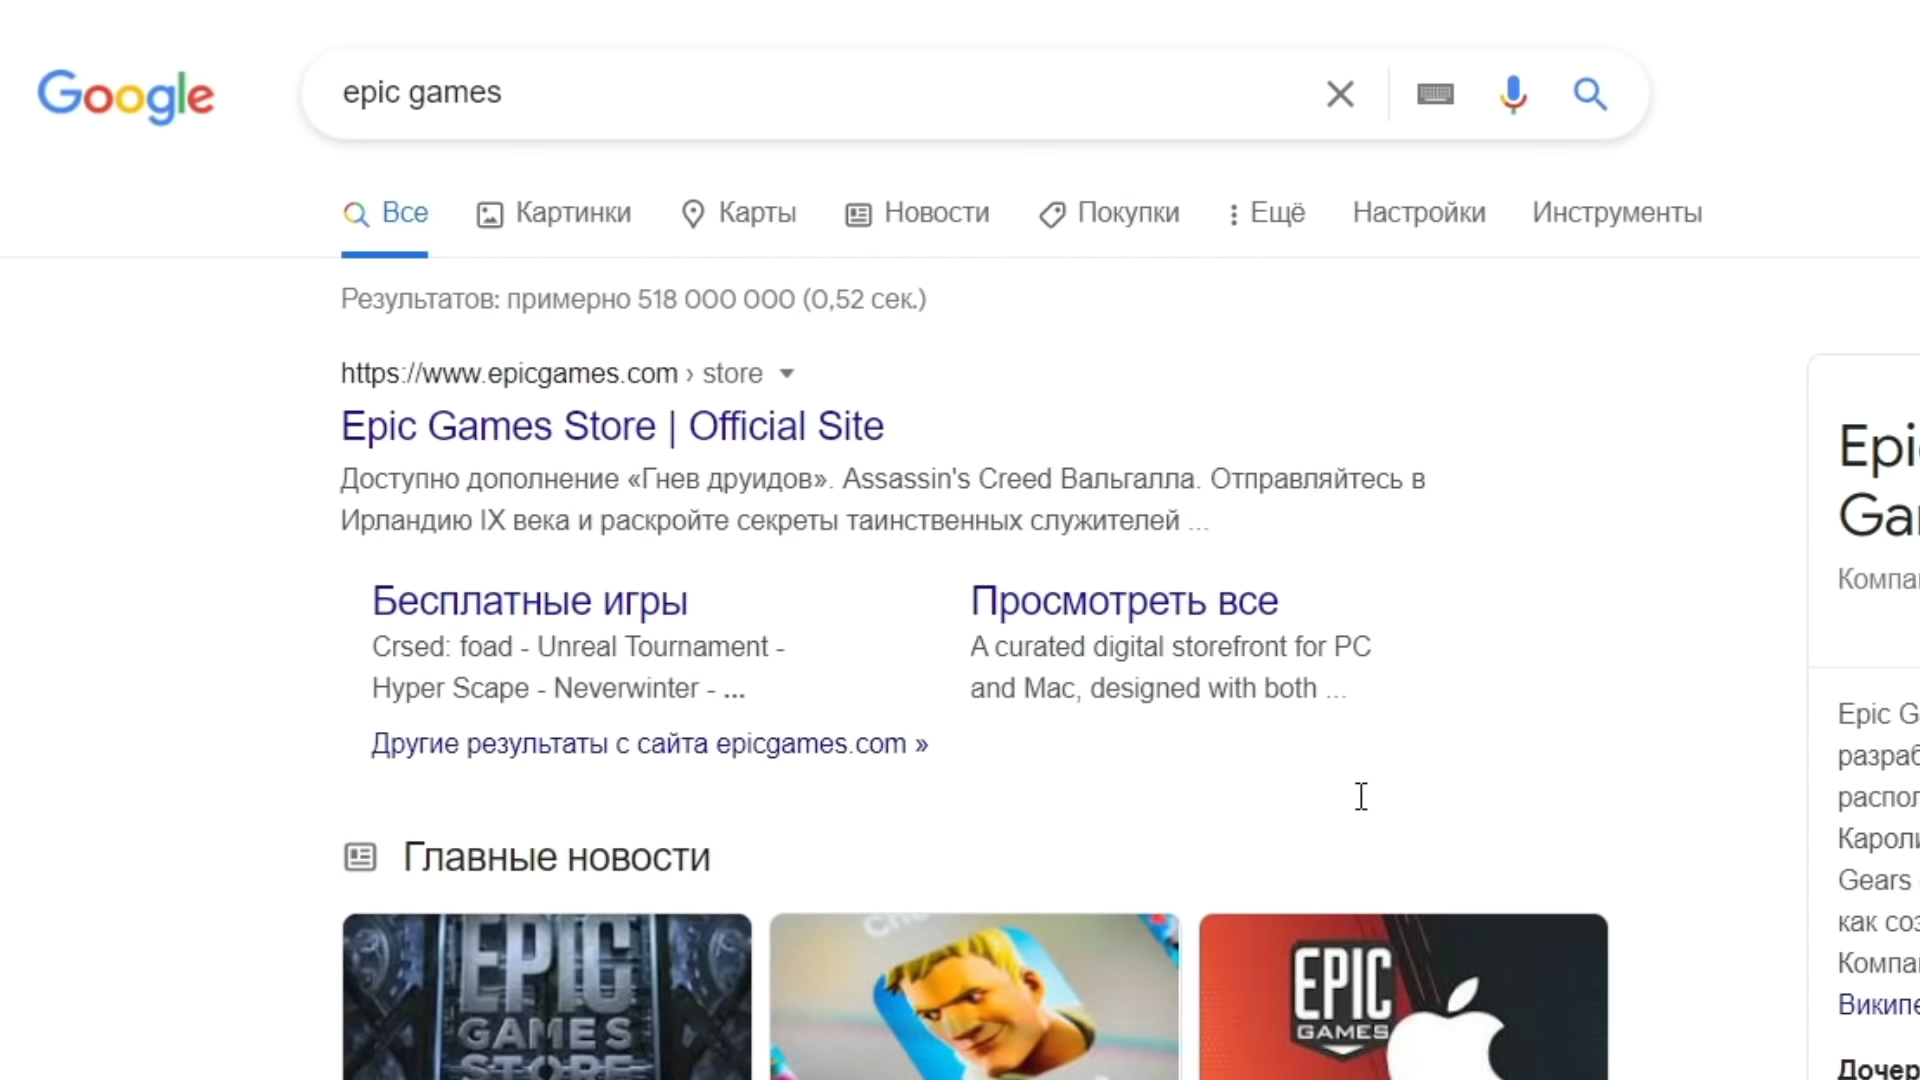 Google
epic games
Все Картинки Карты Новости Покупки Ещё Настройки Инструменты
Результатов: примерно 518 000 000 (0,52 сек.)
https://www.epicgames.com › store
Epic Games Store | Official Site
Доступно дополнение «Гнев друидов». Assassin's Creed Вальгалла. Отправляйтесь в
Ирландию IX века и раскройте секреты таинственных служителей ...
Бесплатные игры
Crsed: foad - Unreal Tournament -
Hyper Scape - Neverwinter - ...
Просмотреть все
A curated digital storefront for PC
and Mac, designed with both ...
Другие результаты с сайта epicgames.com »
Главные новости
EPIC
GAMES
STORE
EPIC
GAMES
Epic
Gears
как